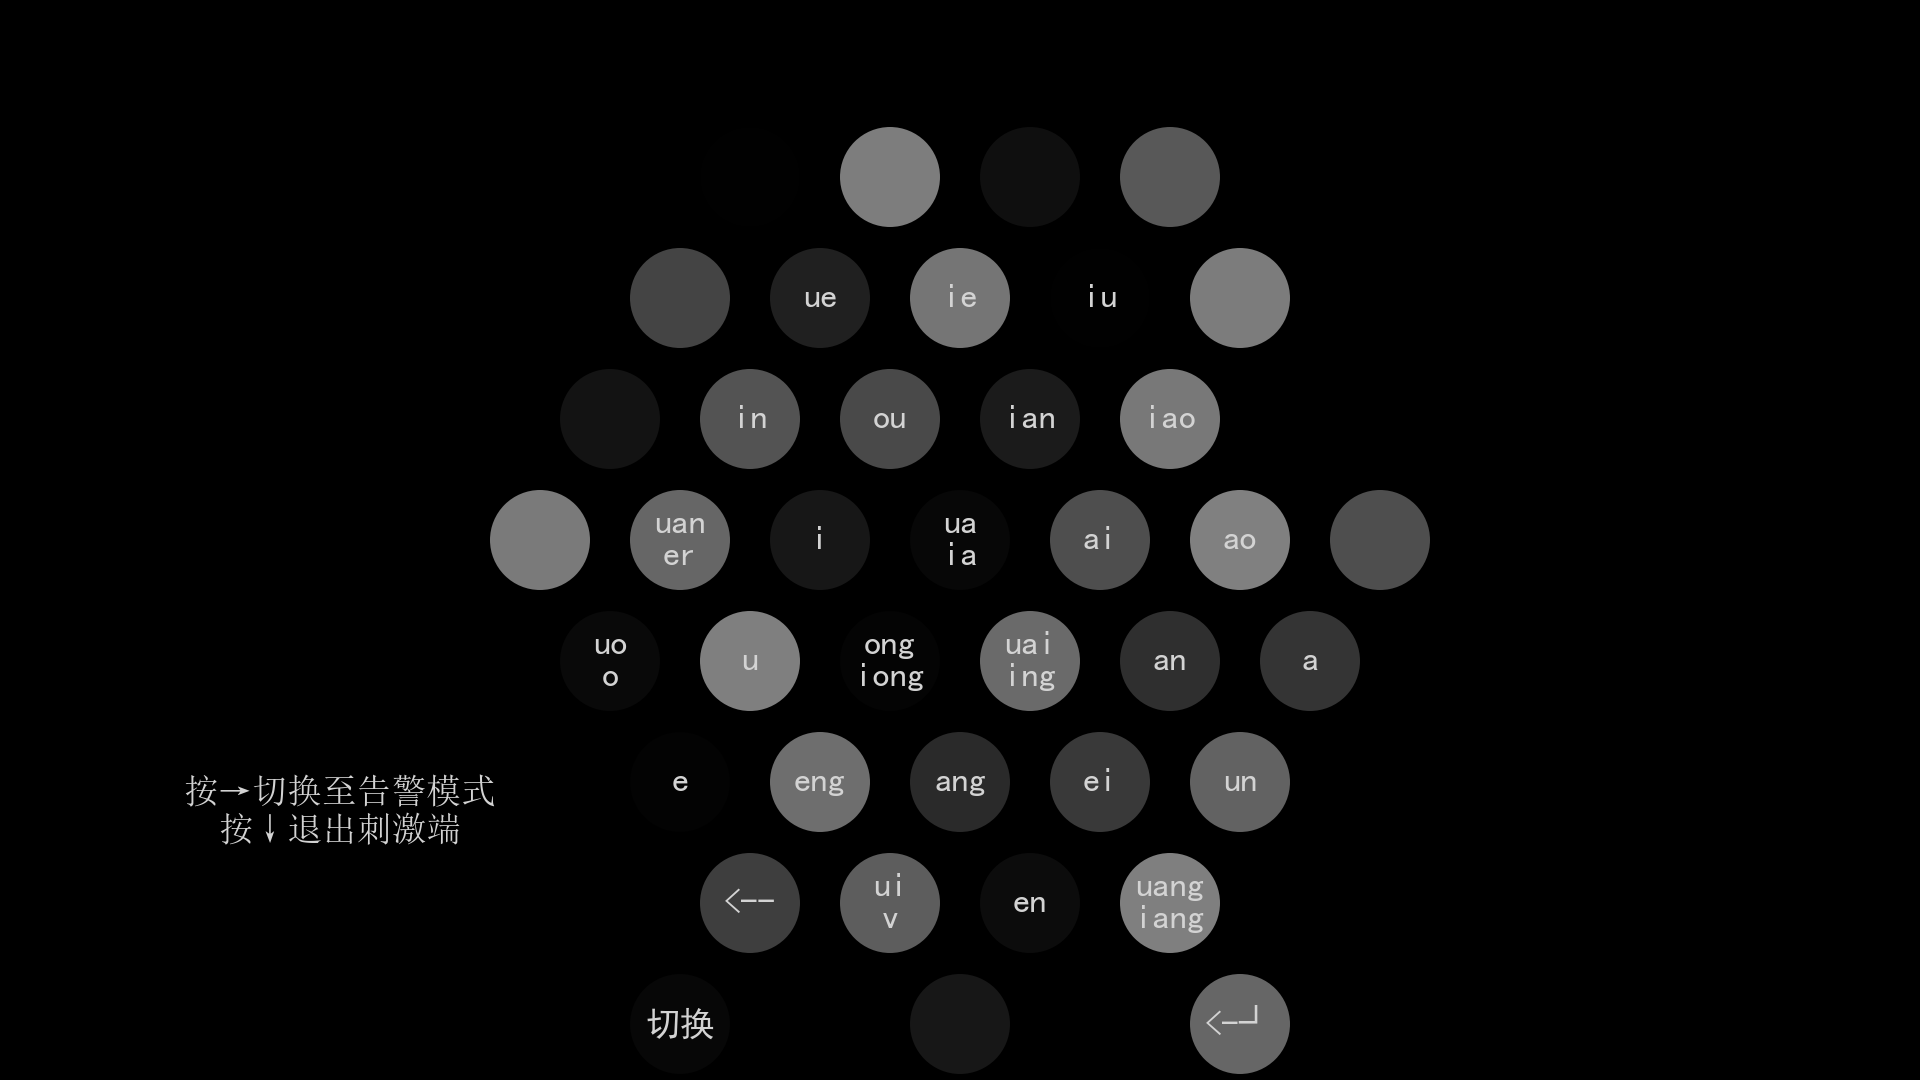 ue
ie
iu
in
ou
ian
iao
uan
er
i
ua
ia
ai
ao
uo
o
u
ong
iong
uai
ing
an
a
e
eng
ang
ei
un
按→切换至告警模式
按↓退出刺激端
<--
ui
v
en
uang
iang
切换
<-┘